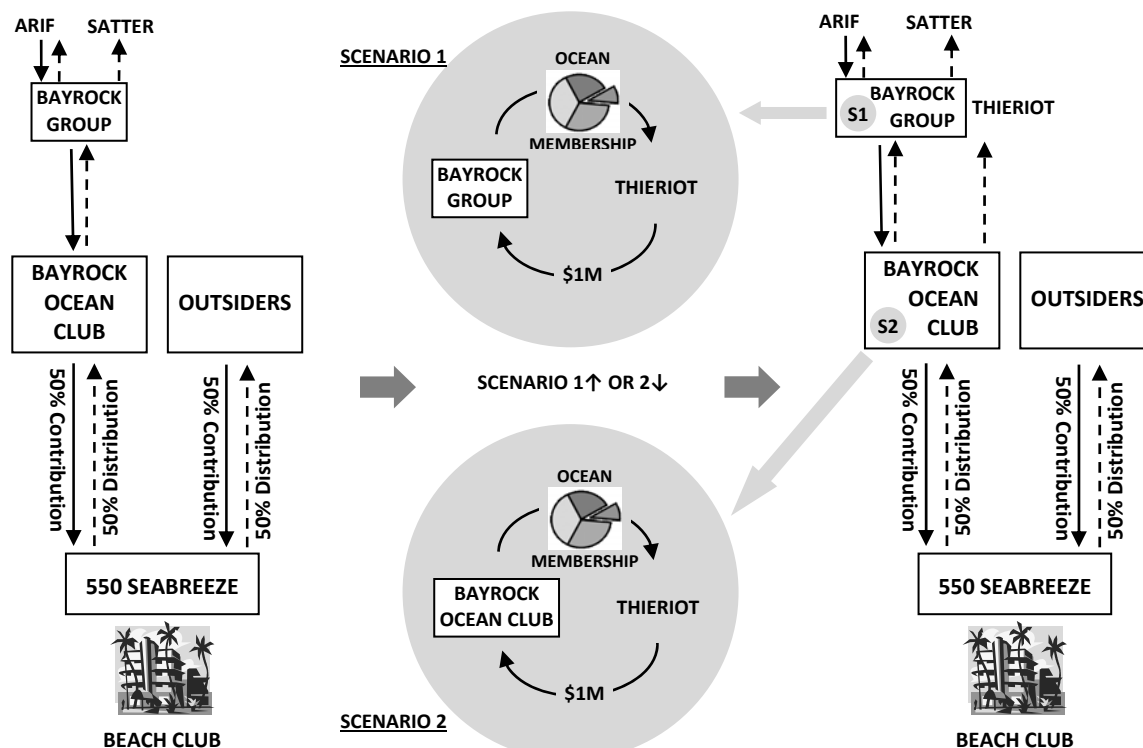 ARIF
SATTER
BAYROCK
GROUP
BAYROCK
OCEAN
CLUB
OUTSIDERS
50% Contribution
50% Distribution
50% Contribution
50% Distribution
550 SEABREEZE
BEACH CLUB
SCENARIO 1
OCEAN
MEMBERSHIP
BAYROCK
GROUP
THIERIOT
$1M
SCENARIO 1↑ OR 2↓
OCEAN
MEMBERSHIP
BAYROCK
OCEAN CLUB
THIERIOT
$1M
SCENARIO 2
ARIF
SATTER
S1
BAYROCK
GROUP
THIERIOT
BAYROCK
OCEAN
CLUB
S2
OUTSIDERS
50% Contribution
50% Distribution
50% Contribution
50% Distribution
550 SEABREEZE
BEACH CLUB